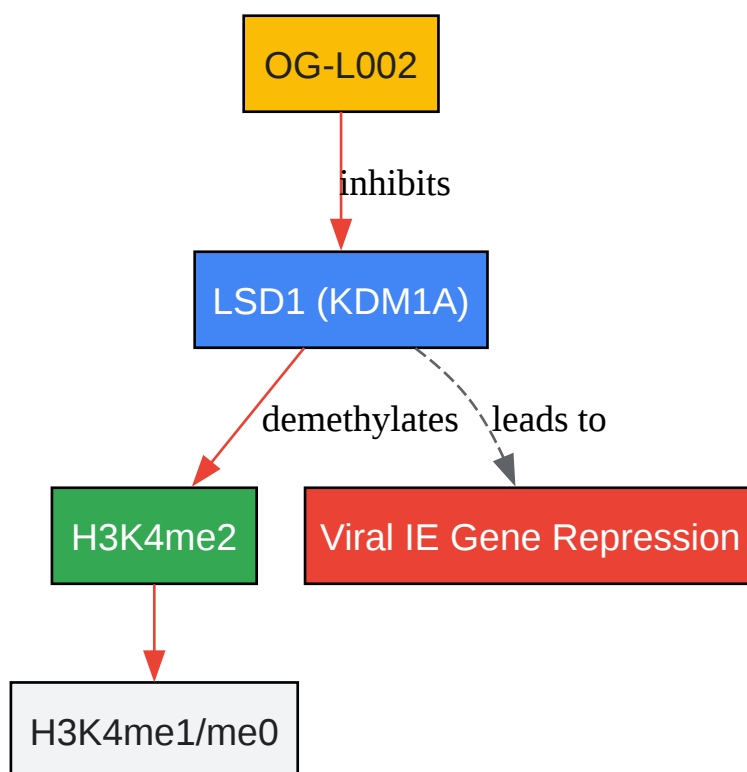 OG-L002
inhibits
LSD1 (KDM1A)
demethylates
leads to
H3K4me2
Viral IE Gene Repression
H3K4me1/me0